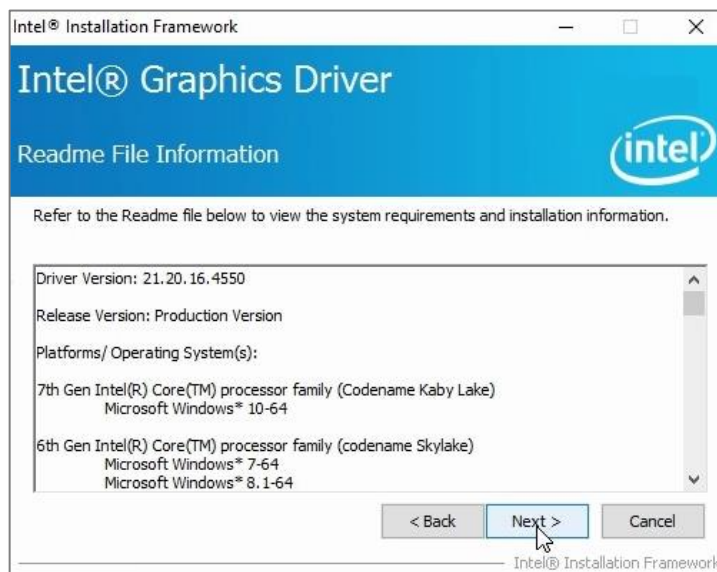 Intel® Installation Framework
Intel® Graphics Driver
Readme File Information
intel
Refer to the Readme file below to view the system requirements and installation information.
Driver Version: 21.20.16.4550
Release Version: Production Version
Platforms/ Operating System(s):
7th Gen Intel(R) Core(TM) processor family (Codename Kaby Lake)
Microsoft Windows* 10-64
6th Gen Intel(R) Core(TM) processor family (codename Skylake)
Microsoft Windows* 7-64
Microsoft Windows* 8.1-64
< Back Next > Cancel
Intel® Installation Framework